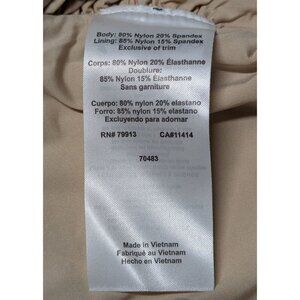 Body: 80% Nylon 20% Spandex
Lining: 85% Nylon 15% Spandex
Exclusive of trim
Corps: 80% Nylon 20% Élasthanne
Doublure:
85% Nylon 15% Élasthanne
Sans garniture
Cuerpo: 80% nylon 20% elastano
Forro: 85% nylon 15% elastano
Excluyendo para adornar
RN# 79913 CA#11414
70483
Made in Vietnam
Fabriqué au Vietnam
Hecho en Vietnam